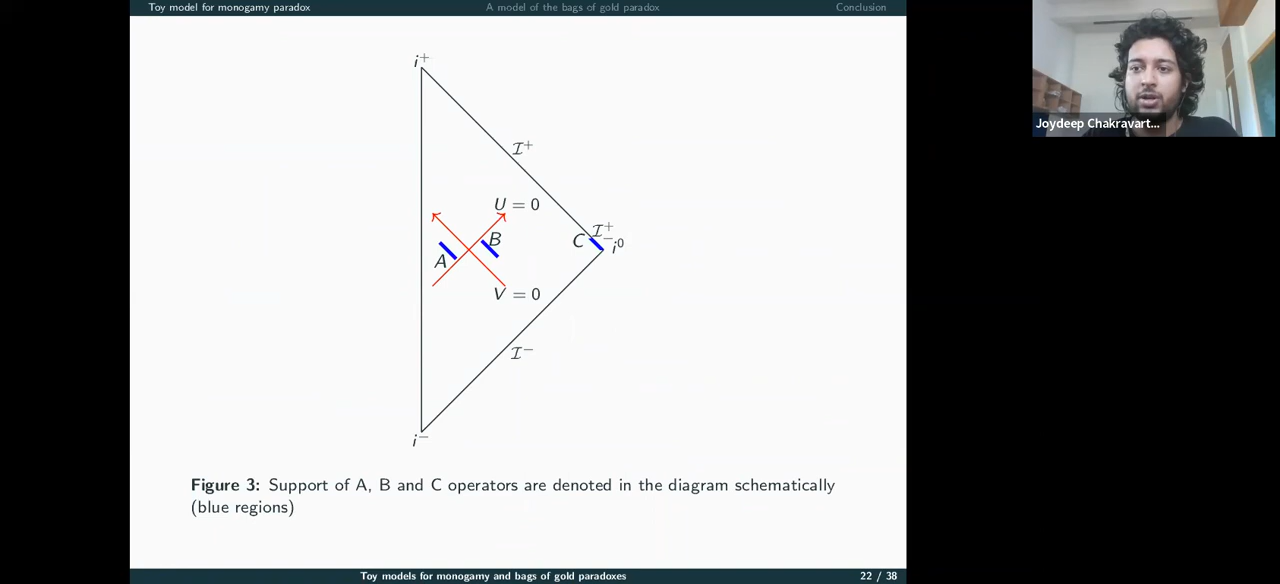 Toy model for monogamy paradox
A model of the bags of gold paradox
Conclusion
i⁺
ℐ⁺
U = 0
B
A
C
ℐ⁺₋
i⁰
V = 0
ℐ⁻
i⁻
Figure 3: Support of A, B and C operators are denoted in the diagram schematically
(blue regions)
Toy models for monogamy and bags of gold paradoxes
22 / 38
Joydeep Chakravart...